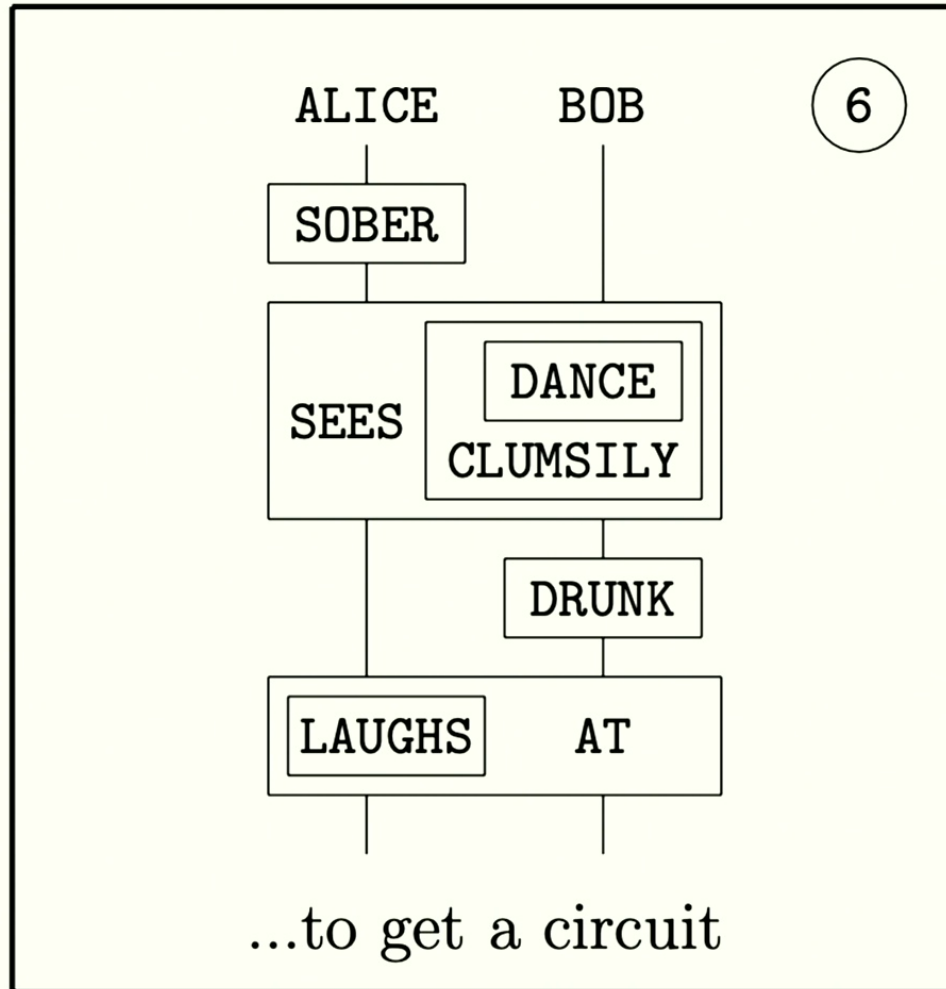 ALICE BOB 6
SOBER
DANCE
SEES
CLUMSILY
DRUNK
LAUGHS AT
...to get a circuit